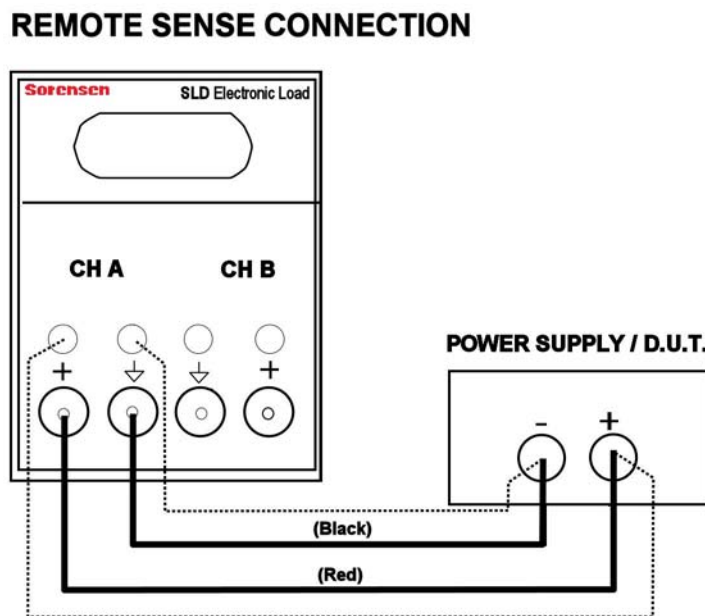 REMOTE SENSE CONNECTION
Sorensen
SLD Electronic Load
CH A
CH B
POWER SUPPLY / D.U.T.
+
+
-
+
(Black)
(Red)